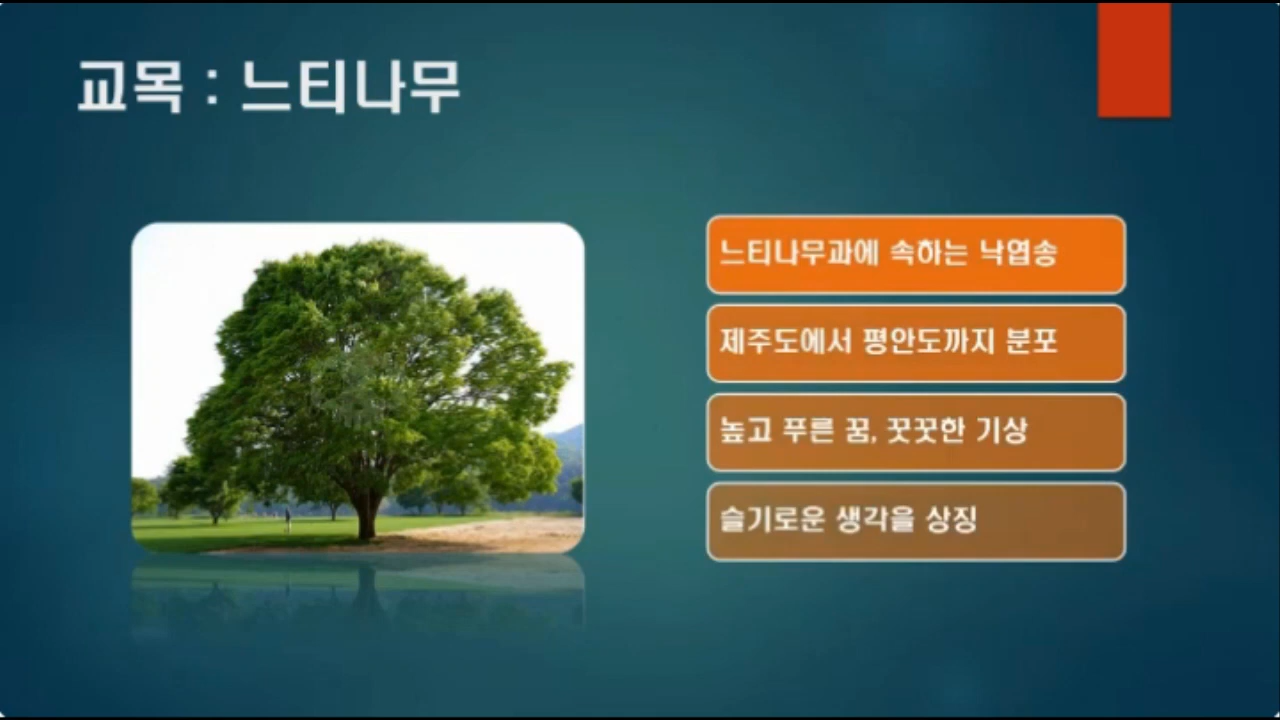 교목 : 느티나무
느티나무과에 속하는 낙엽송
제주도에서 평안도까지 분포
높고 푸른 꿈, 꿋꿋한 기상
슬기로운 생각을 상징